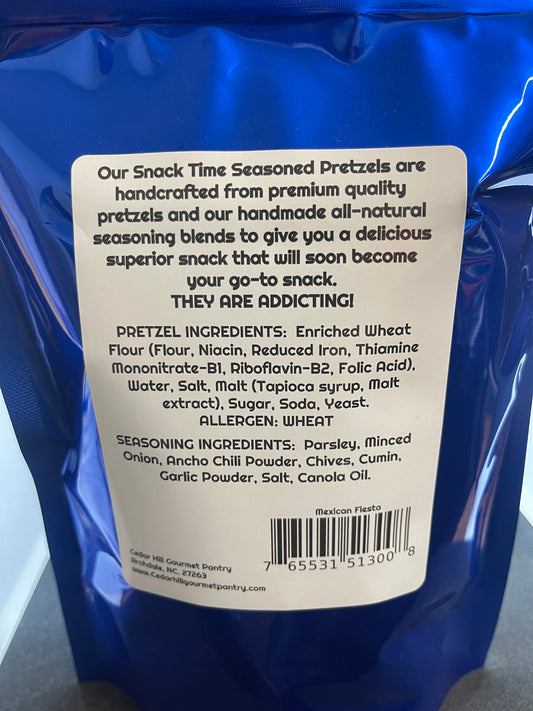 Our Snack Time Seasoned Pretzels are
handcrafted from premium quality
pretzels and our handmade all-natural
seasoning blends to give you a delicious
superior snack that will soon become
your go-to snack.
THEY ARE ADDICTING!
PRETZEL INGREDIENTS: Enriched Wheat
Flour (Flour, Niacin, Reduced Iron, Thiamine
Mononitrate-B1, Riboflavin-B2, Folic Acid),
Water, Salt, Malt (Tapioca syrup, Malt
extract), Sugar, Soda, Yeast.
ALLERGEN: WHEAT
SEASONING INGREDIENTS: Parsley, Minced
Onion, Ancho Chili Powder, Chives, Cumin,
Garlic Powder, Salt, Canola Oil.
Mexican Fiesta
7 65531 51300 8
Cedar Hill Gourmet Pantry
Archdale, NC. 27263
www.Cedarhillgourmetpantry.com